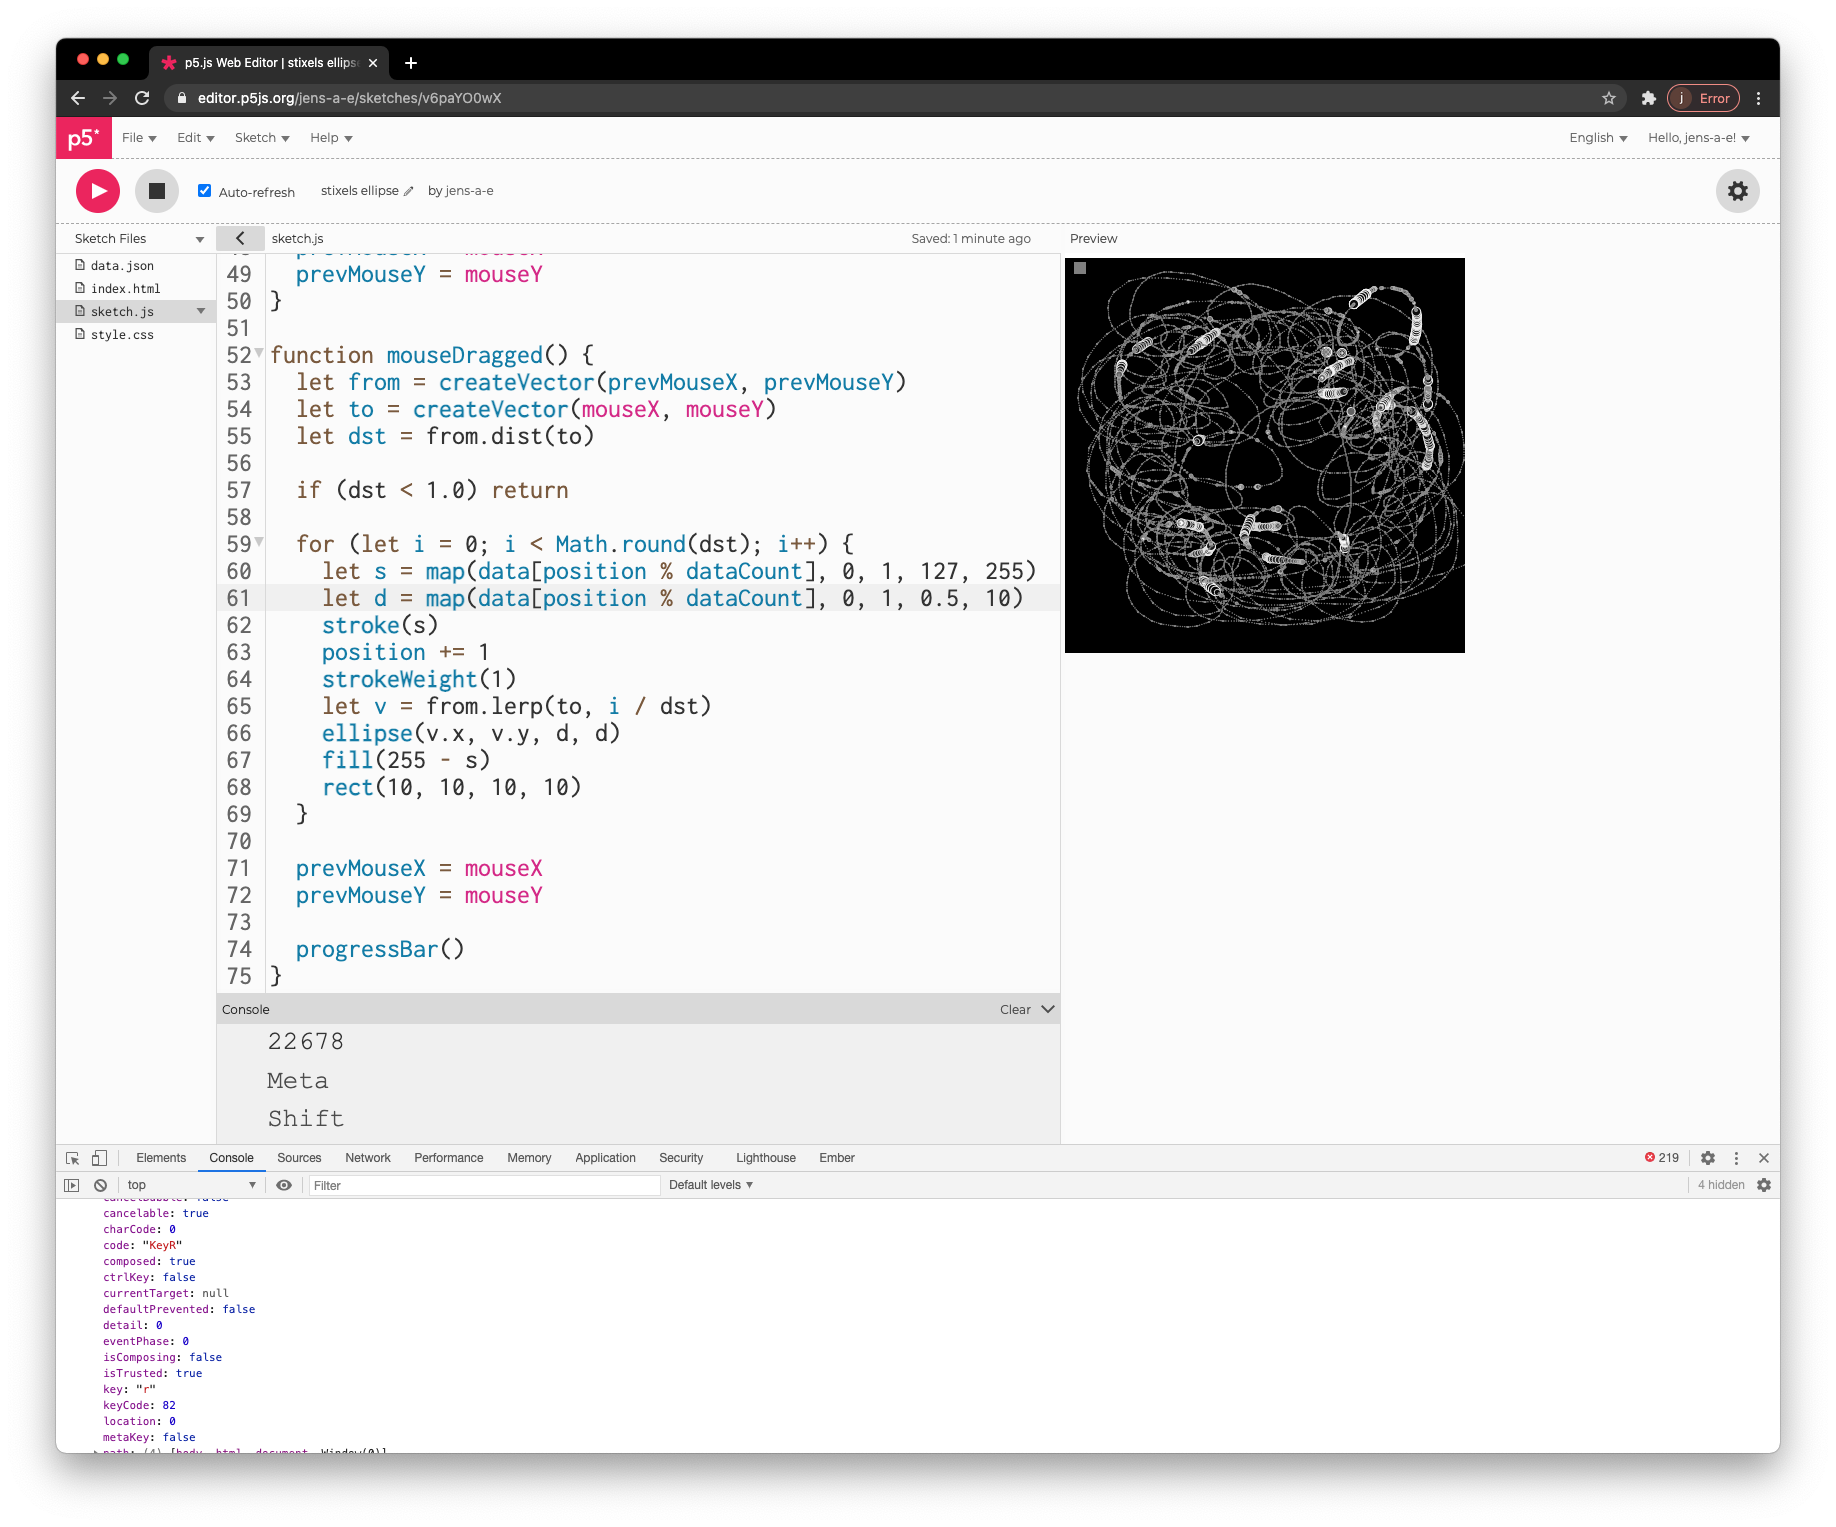 p5.js Web Editor | stixels ellips
editor.p5js.org/jens-a-e/sketches/v6paYO0wX
j Error
p5* File Edit Sketch Help English Hello, jens-a-e!
Auto-refresh stixels ellipse by jens-a-e
Sketch Files sketch.js Saved: 1 minute ago Preview
data.json
index.html
sketch.js
style.css
49 prevMouseY = mouseY
50 }
51
52 function mouseDragged() {
53 let from = createVector(prevMouseX, prevMouseY)
54 let to = createVector(mouseX, mouseY)
55 let dst = from.dist(to)
56
57 if (dst < 1.0) return
58
59 for (let i = 0; i < Math.round(dst); i++) {
60 let s = map(data[position % dataCount], 0, 1, 127, 255)
61 let d = map(data[position % dataCount], 0, 1, 0.5, 10)
62 stroke(s)
63 position += 1
64 strokeWeight(1)
65 let v = from.lerp(to, i / dst)
66 ellipse(v.x, v.y, d, d)
67 fill(255 - s)
68 rect(10, 10, 10, 10)
69 }
70
71 prevMouseX = mouseX
72 prevMouseY = mouseY
73
74 progressBar()
75 }
Console Clear
22678
Meta
Shift
Elements Console Sources Network Performance Memory Application Security Lighthouse Ember 219
top Filter Default levels 4 hidden
cancelBubble: false
cancelable: true
charCode: 0
code: "KeyR"
composed: true
ctrlKey: false
currentTarget: null
defaultPrevented: false
detail: 0
eventPhase: 0
isComposing: false
isTrusted: true
key: "r"
keyCode: 82
location: 0
metaKey: false
path: (4) [body, html, document, Window(0)]